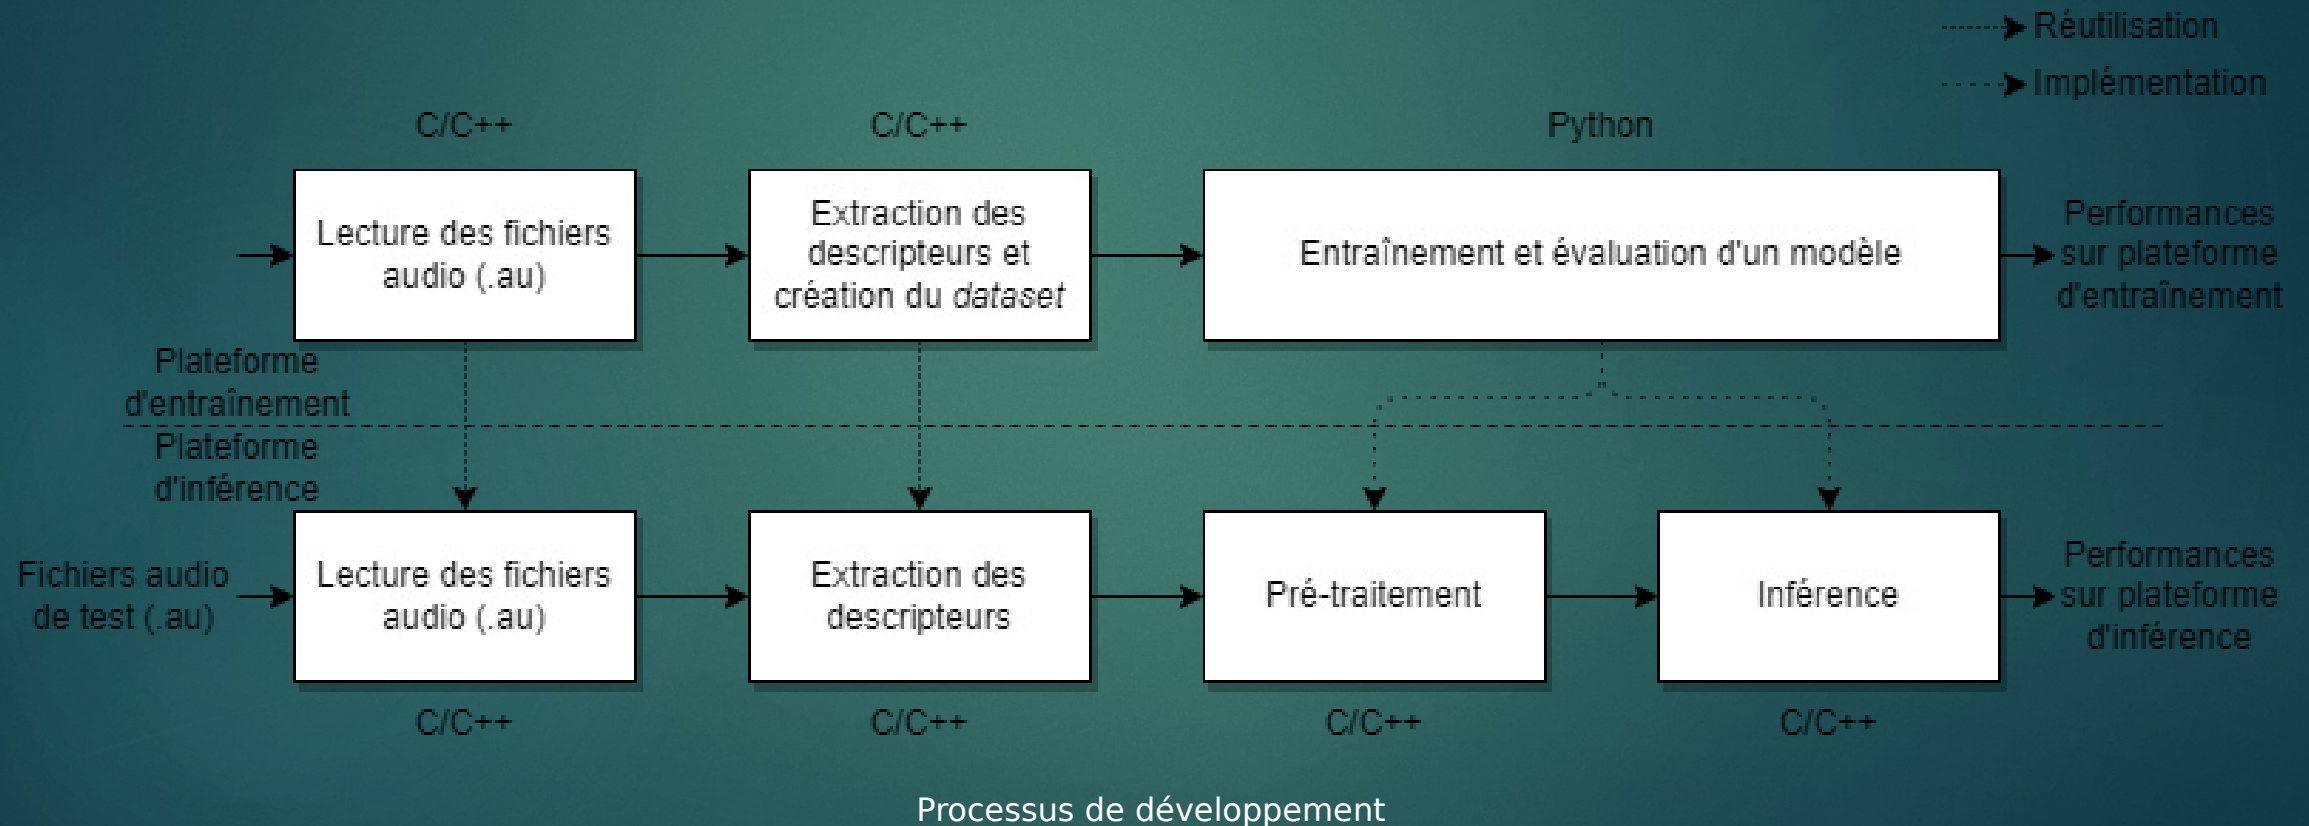 Réutilisation
Implémentation
C/C++
C/C++
Python
Lecture des fichiers
audio (.au)
Extraction des
descripteurs et
création du dataset
Entraînement et évaluation d'un modèle
Performances
sur plateforme
d'entraînement
Plateforme
d'entraînement
Plateforme
d'inférence
Fichiers audio
de test (.au)
Lecture des fichiers
audio (.au)
Extraction des
descripteurs
Pré-traitement
Inférence
Performances
sur plateforme
d'inférence
C/C++
C/C++
C/C++
C/C++
Processus de développement